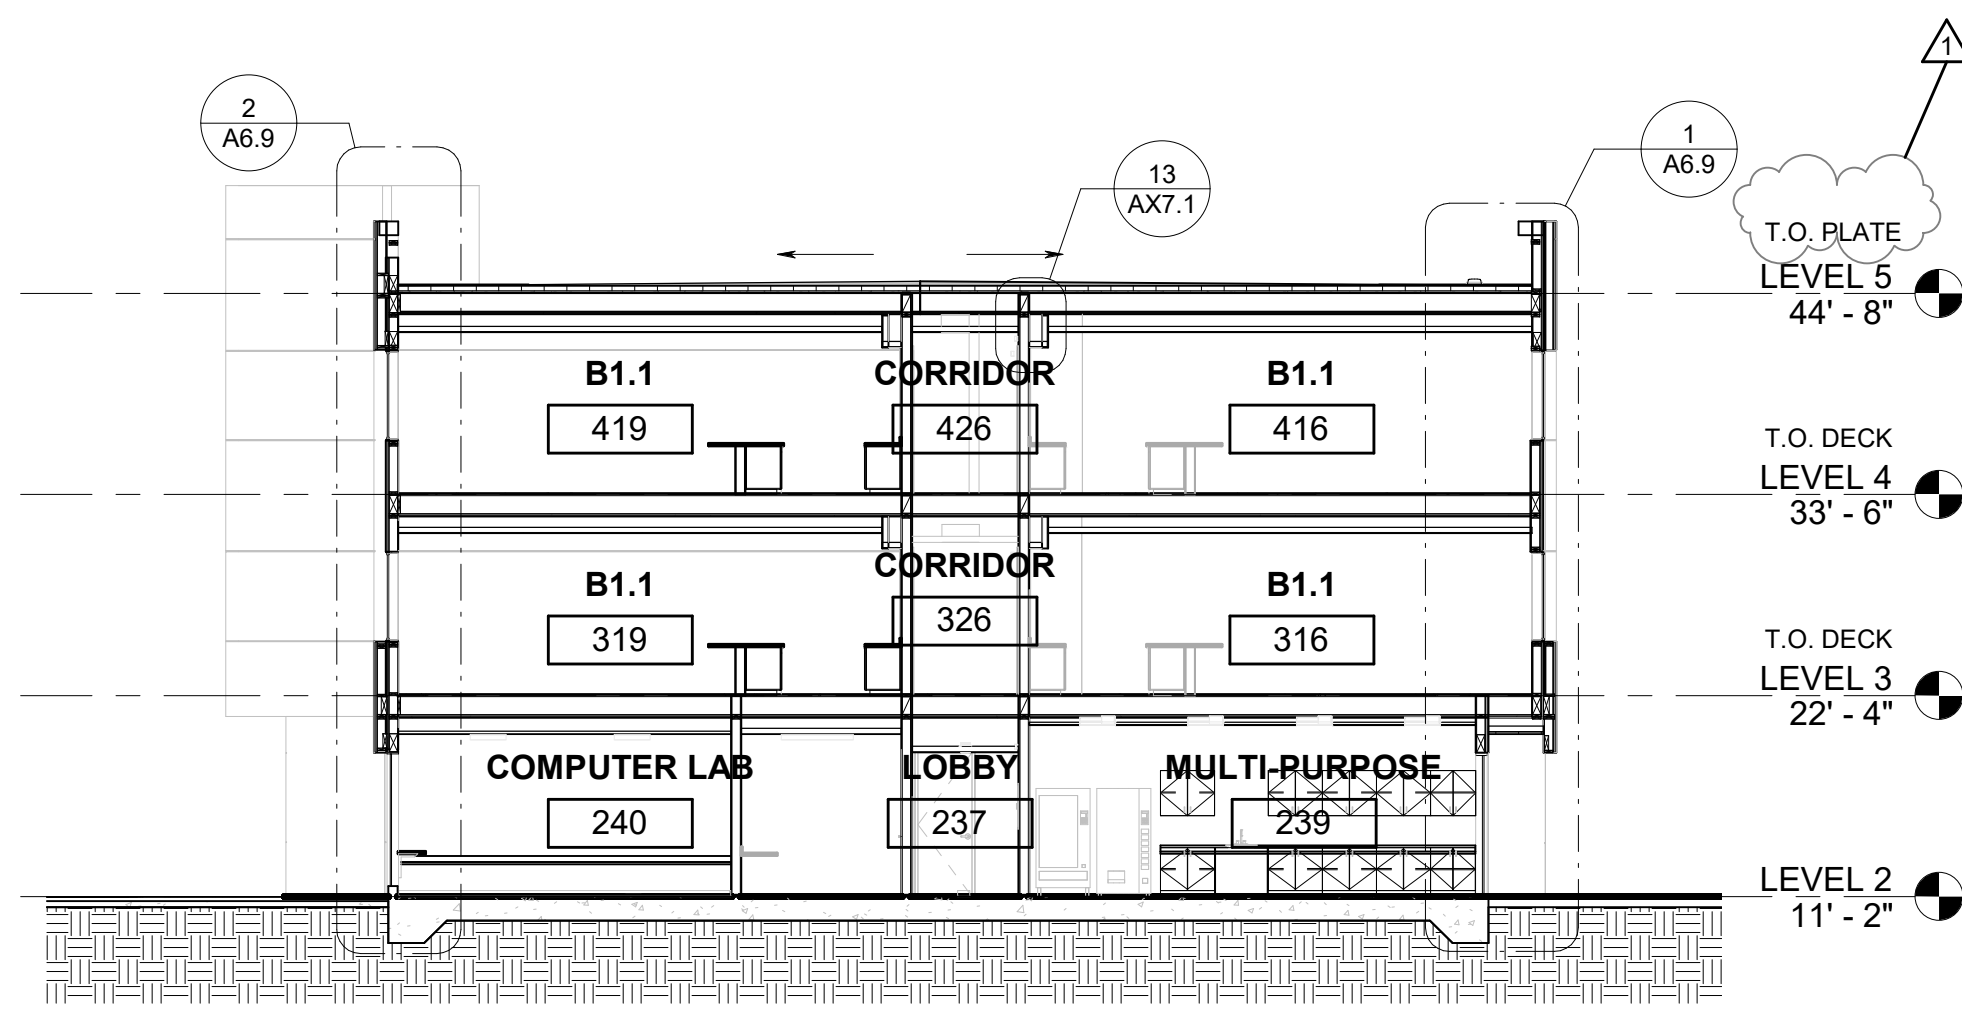 1
2
A6.9
1
A6.9
13
AX7.1
T.O. PLATE
LEVEL 5
44' - 8"
B1.1
CORRIDOR
B1.1
419
426
416
T.O. DECK
LEVEL 4
33' - 6"
CORRIDOR
B1.1
B1.1
326
319
316
T.O. DECK
LEVEL 3
22' - 4"
COMPUTER LAB
LOBBY
MULTI-PURPOSE
240
237
239
LEVEL 2
11' - 2"